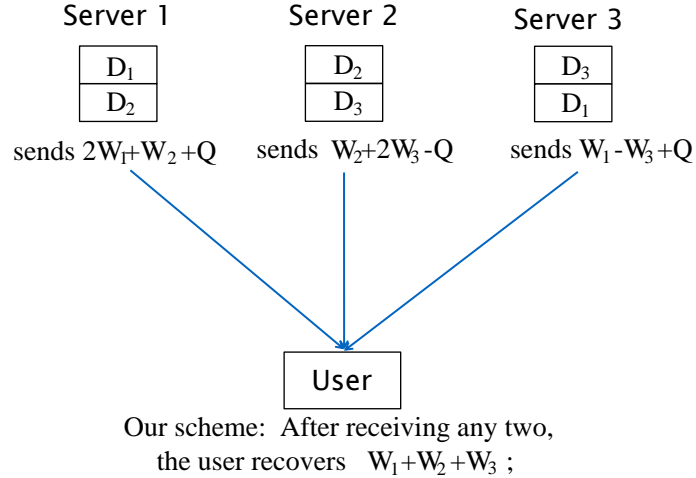 Server 1
Server 2
Server 3
D₁
D₂
D₂
D₃
D₃
D₁
sends 2W₁+W₂+Q
sends W₂+2W₃-Q
sends W₁-W₃+Q
User
Our scheme: After receiving any two,
the user recovers W₁+W₂+W₃ ;